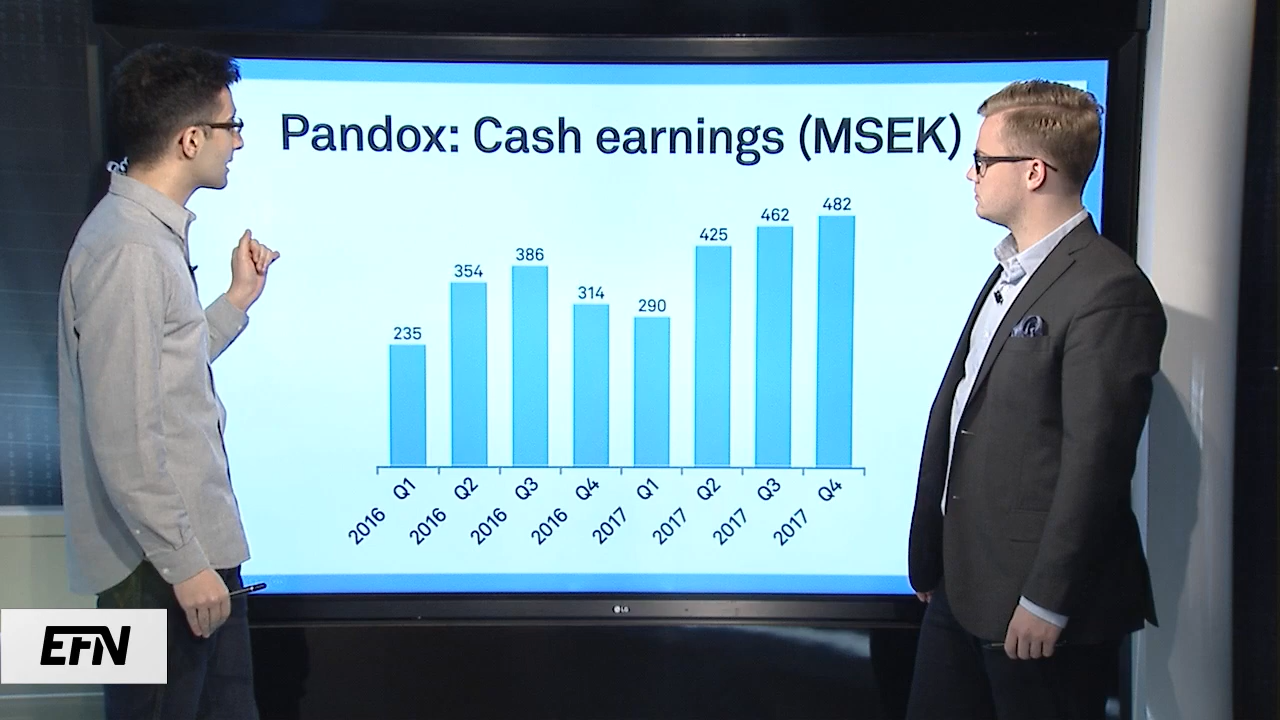 Pandox: Cash earnings (MSEK)
235
354
386
314
290
425
462
482
2016 Q1
2016 Q2
2016 Q3
2016 Q4
2017 Q1
2017 Q2
2017 Q3
2017 Q4
LG
EFN